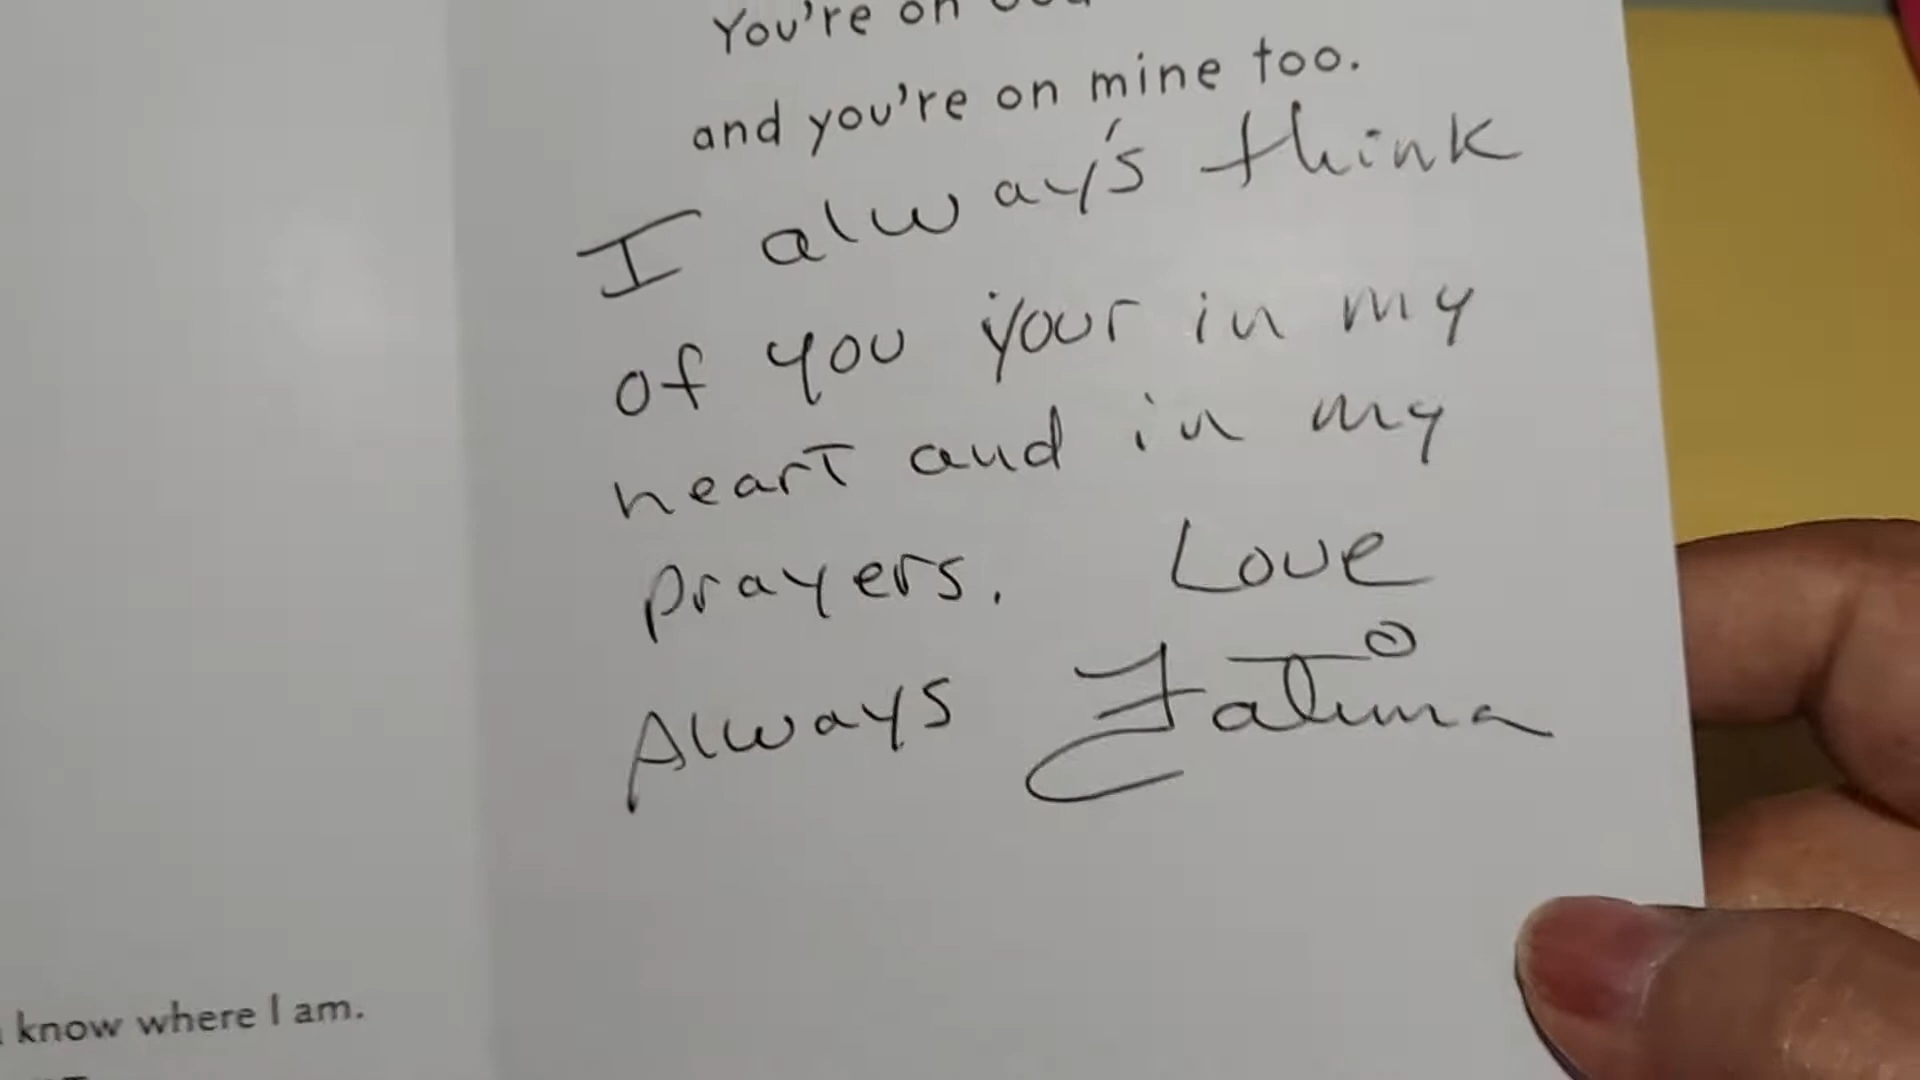 You're on
and you're on mine too.
I always think
of you your in my
heart and in my
prayers. Love
Always Fatima
know where I am.